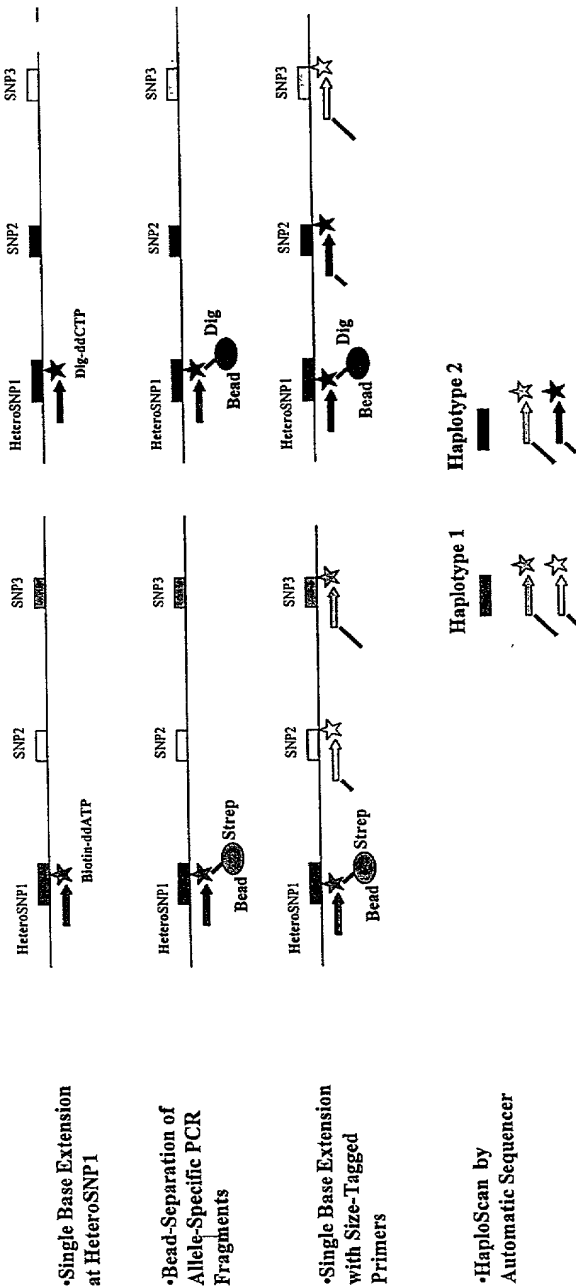 •Single Base Extension
at HeteroSNP1
HeteroSNP1
SNP2
SNP3
Biotin-ddATP
HeteroSNP1
SNP2
SNP3
Dig-ddCTP
•Bead-Separation of
Allele-Specific PCR
Fragments
HeteroSNP1
SNP2
SNP3
Bead
Strep
HeteroSNP1
SNP2
SNP3
Bead
Dig
•Single Base Extension
with Size-Tagged
Primers
HeteroSNP1
SNP2
SNP3
Bead
Strep
HeteroSNP1
SNP2
SNP3
Bead
Dig
•HaploScan by
Automatic Sequencer
Haplotype 1
Haplotype 2